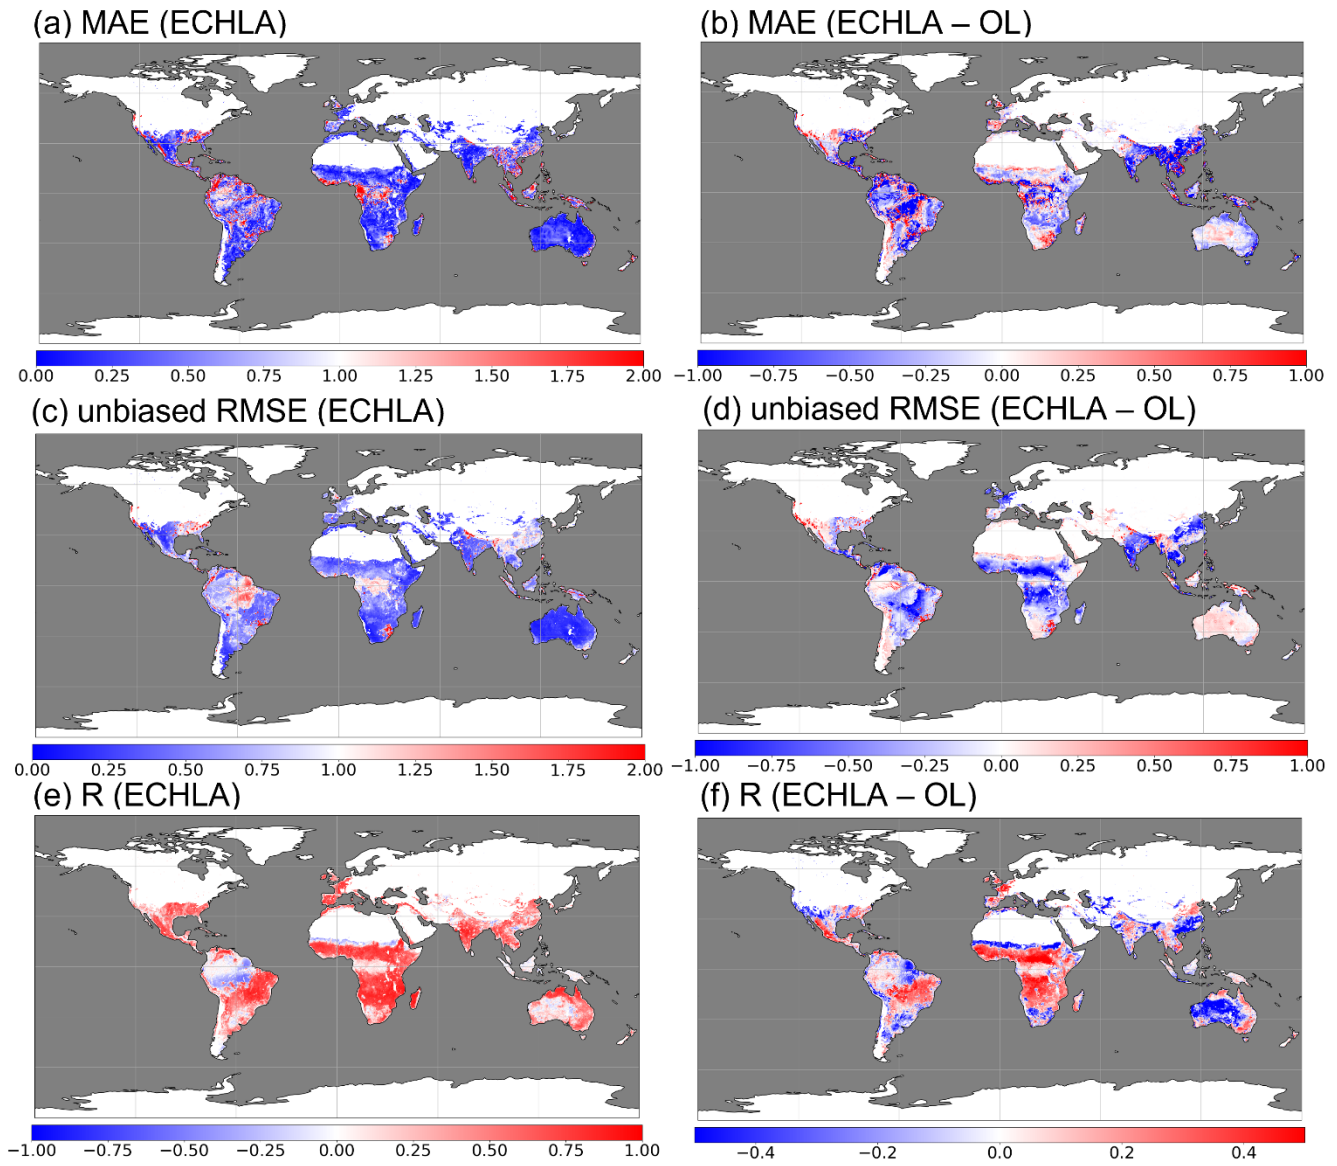 (a) MAE (ECHLA)
(b) MAE (ECHLA – OL)
0.00 0.25 0.50 0.75 1.00 1.25 1.50 1.75 2.00
−1.00 −0.75 −0.50 −0.25 0.00 0.25 0.50 0.75 1.00
(c) unbiased RMSE (ECHLA)
(d) unbiased RMSE (ECHLA – OL)
0.00 0.25 0.50 0.75 1.00 1.25 1.50 1.75 2.00
−1.00 −0.75 −0.50 −0.25 0.00 0.25 0.50 0.75 1.00
(e) R (ECHLA)
(f) R (ECHLA – OL)
−1.00 −0.75 −0.50 −0.25 0.00 0.25 0.50 0.75 1.00
−0.4 −0.2 0.0 0.2 0.4